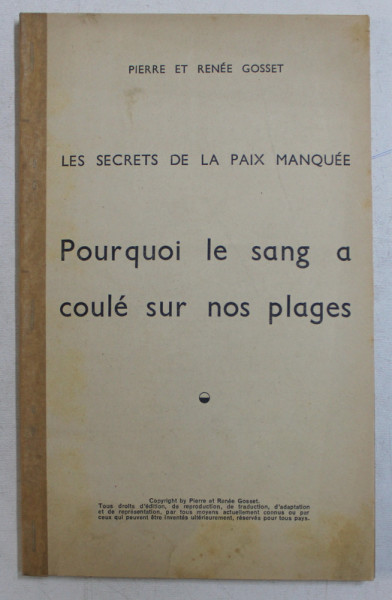 PIERRE ET RENÉE GOSSET
LES SECRETS DE LA PAIX MANQUÉE
Pourquoi le sang a
coulé sur nos plages
Copyright by Pierre et Renée Gosset.
Tous droits d'édition, de reproduction, de traduction, d'adaptation
et de représentation, par tous moyens actuellement connus ou par
ceux qui peuvent être inventés ultérieurement, réservés pour tous pays.